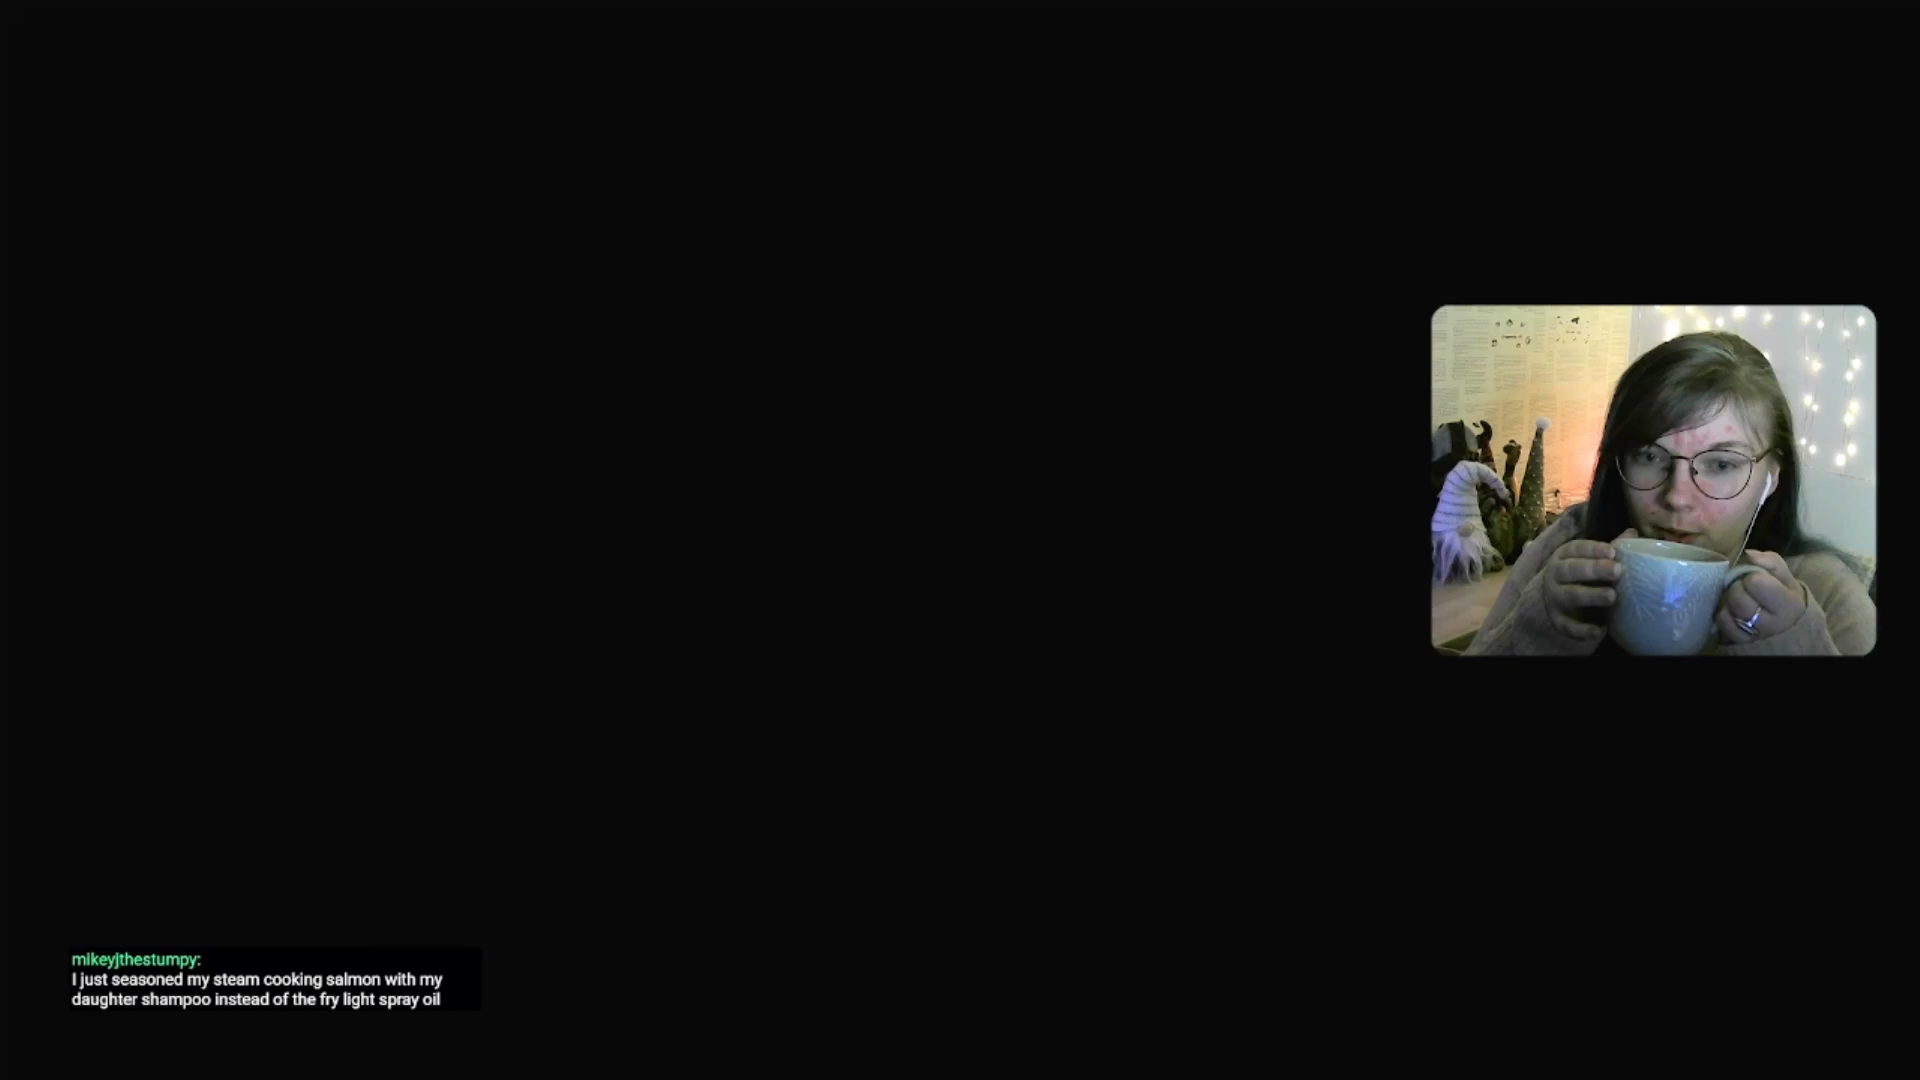 mikeyjthestumpy:
I just seasoned my steam cooking salmon with my
daughter shampoo instead of the fry light spray oil